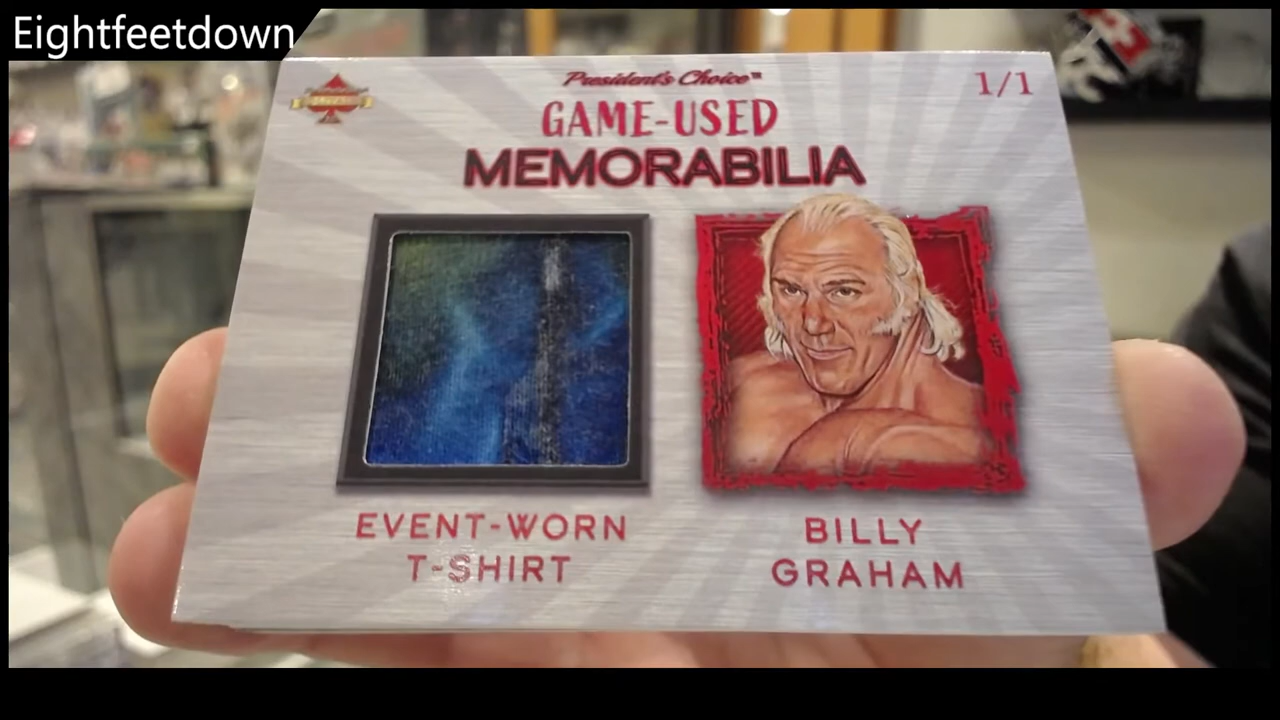 Eightfeetdown
President's Choice™
1/1
GAME-USED
MEMORABILIA
EVENT-WORN
T-SHIRT
BILLY
GRAHAM